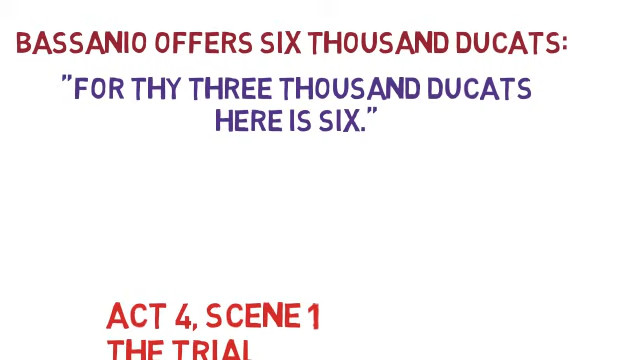 BASSANIO OFFERS SIX THOUSAND DUCATS:
"FOR THY THREE THOUSAND DUCATS
HERE IS SIX."
ACT 4, SCENE 1
THE TRIAL